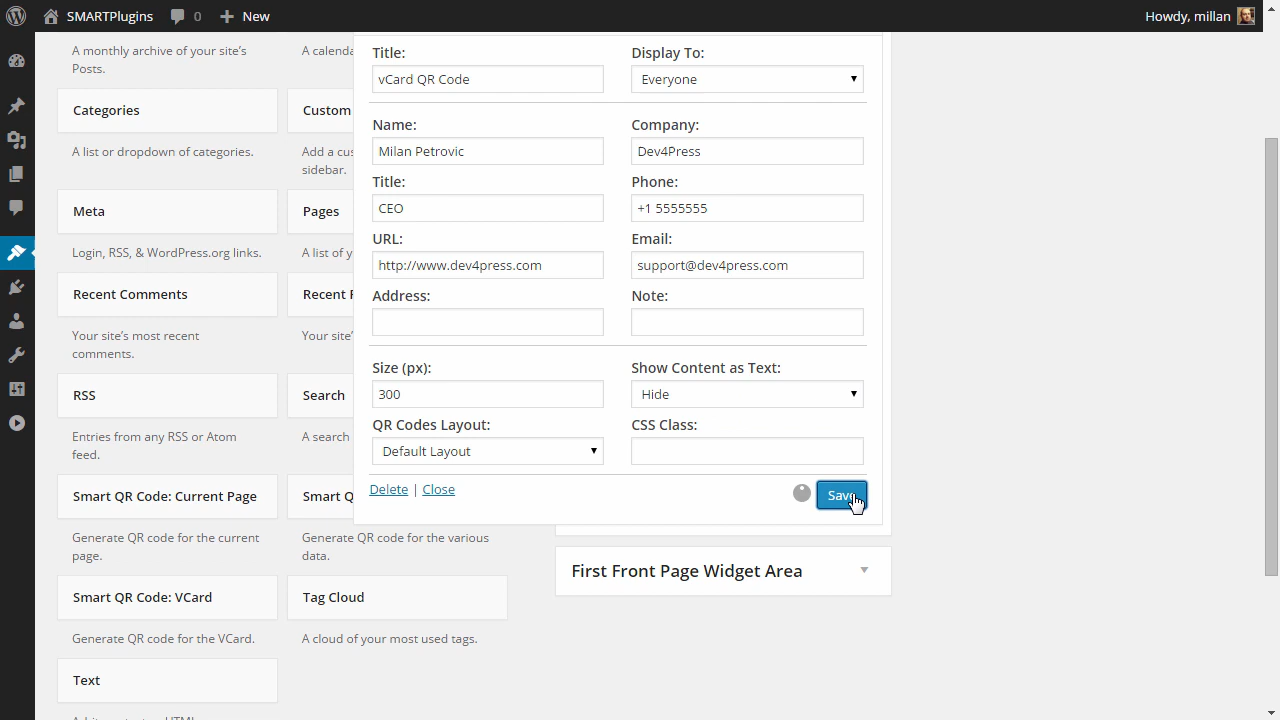 SMARTPlugins 0 New Howdy, millan
A monthly archive of your site's
Posts.
Categories
A list or dropdown of categories.
Meta
Login, RSS, & WordPress.org links.
Recent Comments
Your site's most recent
comments.
RSS
Entries from any RSS or Atom
feed.
Smart QR Code: Current Page
Generate QR code for the current
page.
Smart QR Code: VCard
Generate QR code for the VCard.
Text
Custom
sidebar.
Pages
A list of
Recent
Your site'
Search
A search
Smart
Generate QR code for the various
data.
Tag Cloud
A cloud of your most used tags.
Title: Display To:
vCard QR Code Everyone
Name: Company:
Milan Petrovic Dev4Press
Title: Phone:
CEO +1 5555555
URL: Email:
http://www.dev4press.com support@dev4press.com
Address: Note:
Size (px): Show Content as Text:
300 Hide
QR Codes Layout: CSS Class:
Default Layout
Delete | Close Save
First Front Page Widget Area